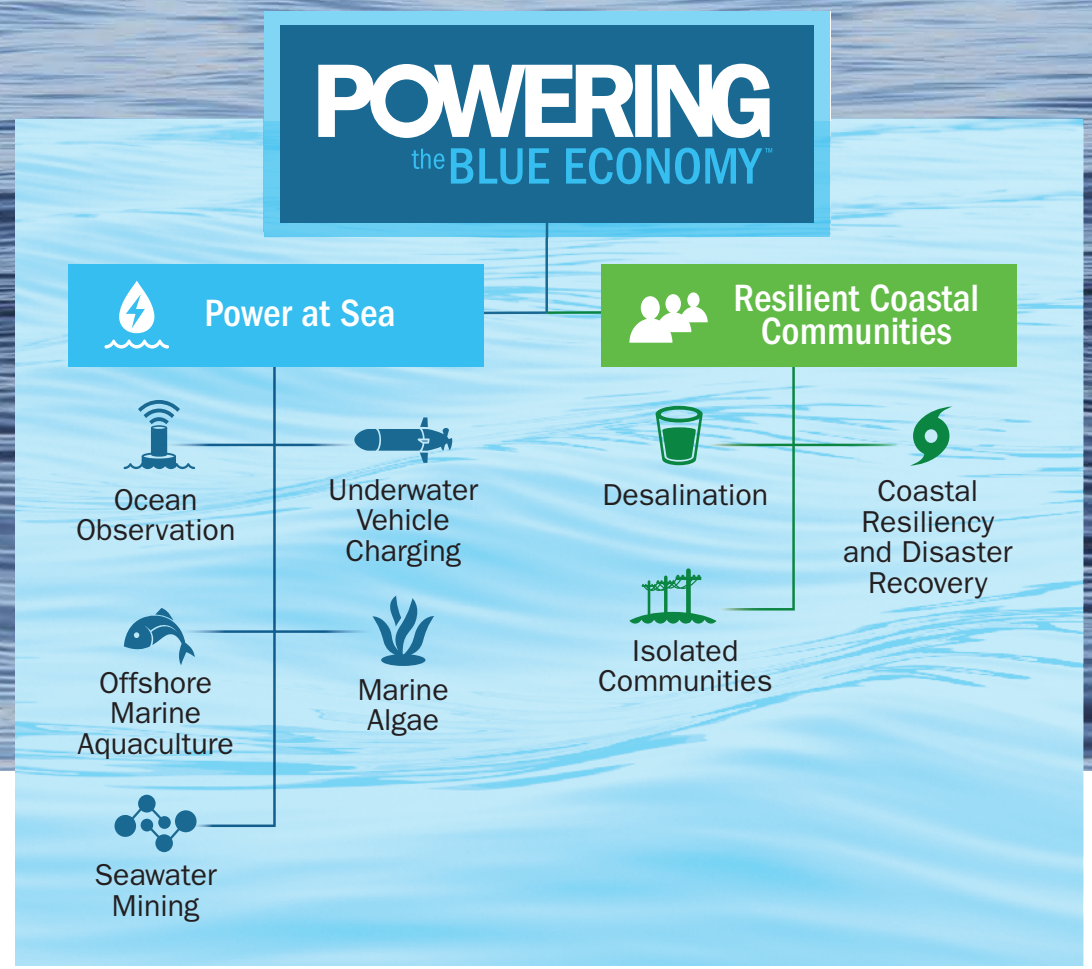 POWERING
the BLUE ECONOMY™
Power at Sea
Resilient Coastal
Communities
Ocean
Observation
Underwater
Vehicle
Charging
Offshore
Marine
Aquaculture
Marine
Algae
Seawater
Mining
Desalination
Coastal
Resiliency
and Disaster
Recovery
Isolated
Communities